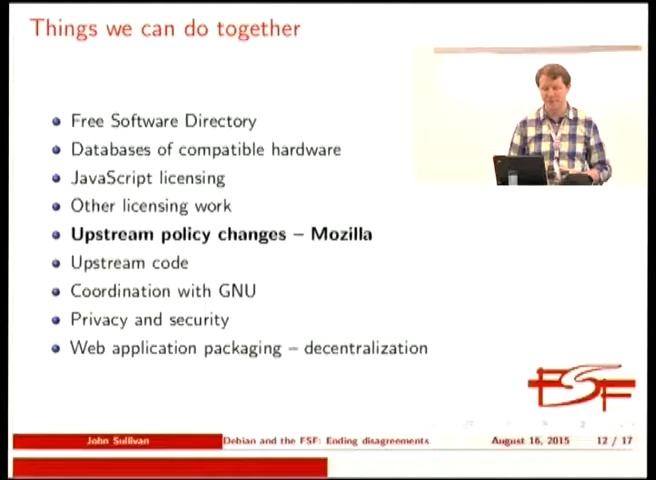 Things we can do together
Free Software Directory
Databases of compatible hardware
JavaScript licensing
Other licensing work
Upstream policy changes – Mozilla
Upstream code
Coordination with GNU
Privacy and security
Web application packaging – decentralization
FSF
John Sullivan Debian and the FSF: Ending disagreements August 16, 2015 12 / 17